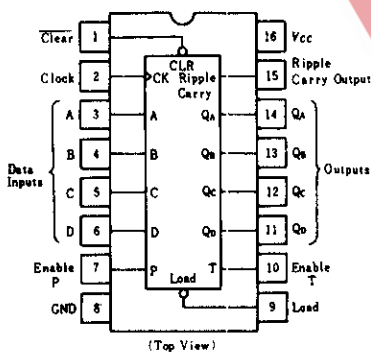 Clear 1 16 VCC
CLR
Clock 2 CK Ripple Carry 15 Ripple Carry Output
A 3 A QA 14 QA
B 4 B QB 13 QB
Data Inputs
Outputs
C 5 C QC 12 QC
D 6 D QD 11 QD
Enable P 7 P T 10 Enable T
Load
GND 8 9 Load
(Top View)